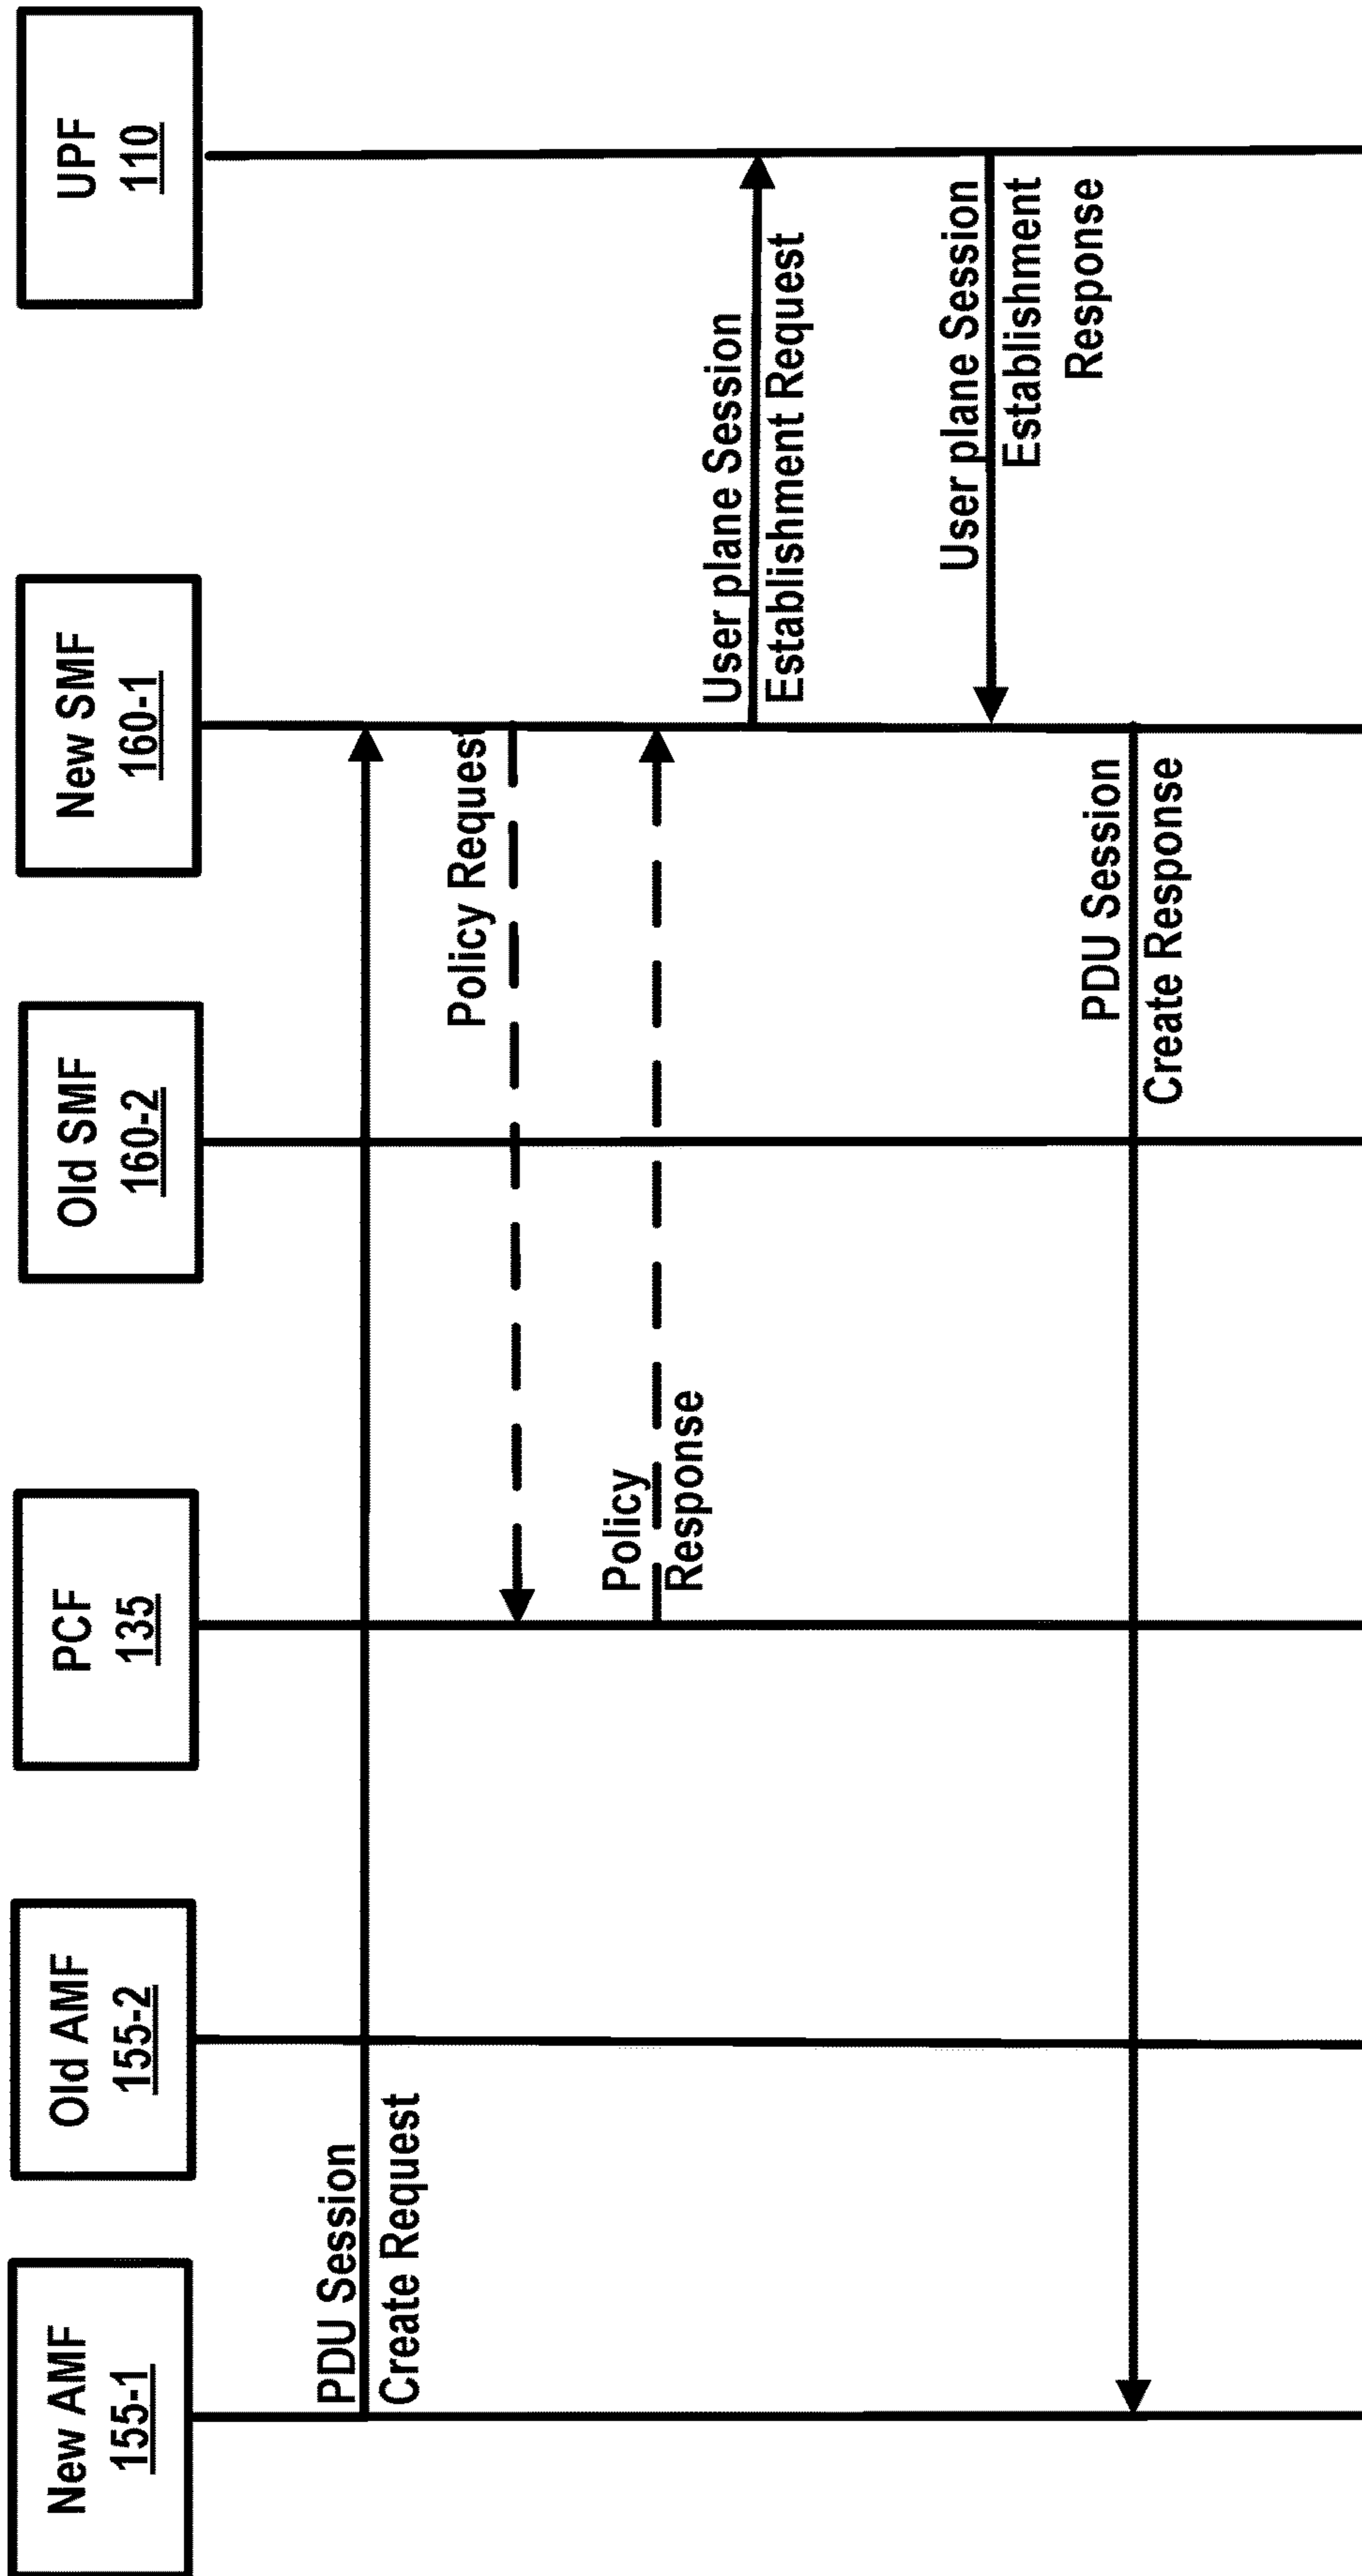 New AMF
155-1
Old AMF
155-2
PCF
135
Old SMF
160-2
New SMF
160-1
UPF
110
PDU Session
Create Request
Policy Request
Policy
Response
User plane Session
Establishment Request
User plane Session
Establishment
Response
PDU Session
Create Response